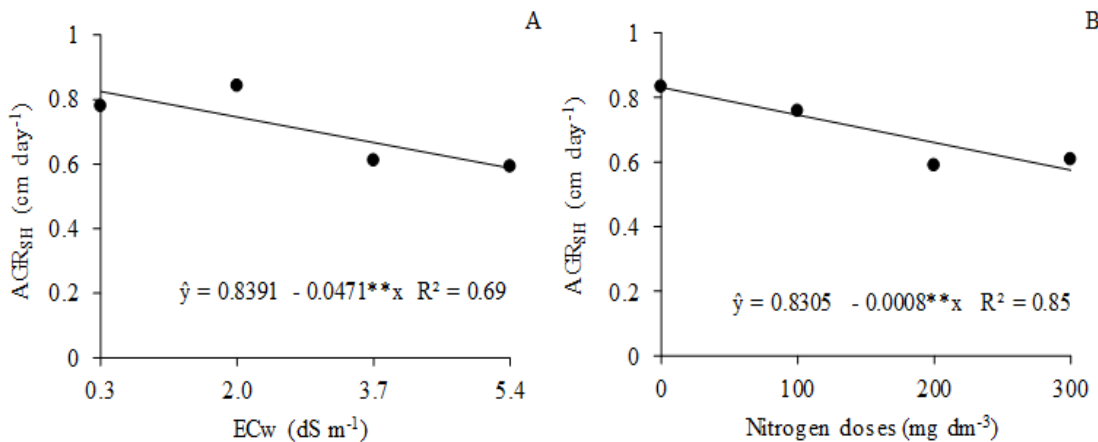 A
1
0.8
0.6
0.4
0.2
0
AGR_SH (cm day⁻¹)
ŷ = 0.8391 - 0.0471**x R² = 0.69
0.3 2.0 3.7 5.4
ECw (dS m⁻¹)
B
1
0.8
0.6
0.4
0.2
0
AGR_SH (cm day⁻¹)
ŷ = 0.8305 - 0.0008**x R² = 0.85
0 100 200 300
Nitrogen doses (mg dm⁻³)